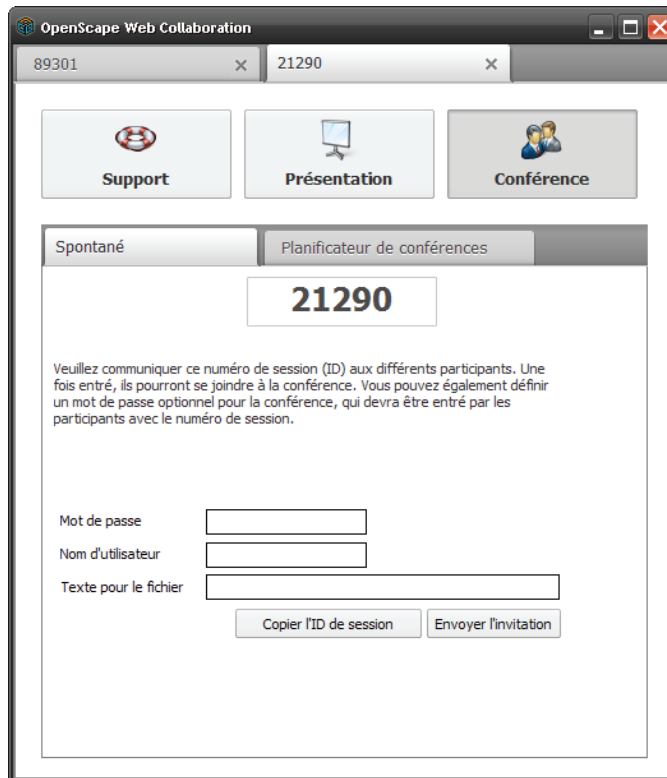 OpenScape Web Collaboration
89301
21290
Support
Présentation
Conférence
Spontané
Planificateur de conférences
21290
Veuillez communiquer ce numéro de session (ID) aux différents participants. Une
fois entré, ils pourront se joindre à la conférence. Vous pouvez également définir
un mot de passe optionnel pour la conférence, qui devra être entré par les
participants avec le numéro de session.
Mot de passe
Nom d'utilisateur
Texte pour le fichier
Copier l'ID de session
Envoyer l'invitation